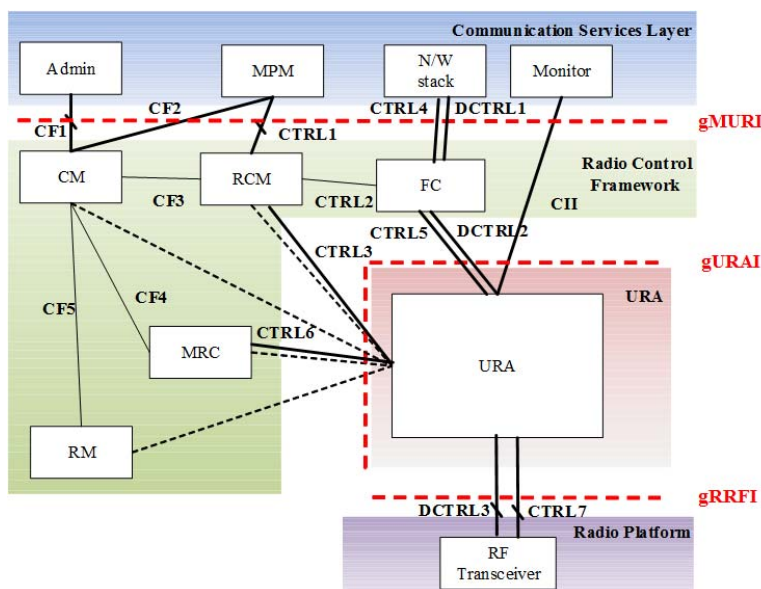 Communication Services Layer
Admin
MPM
N/W
stack
Monitor
CF2
CTRL4
DCTRL1
CF1
CTRL1
gMURI
Radio Control
Framework
CM
RCM
FC
CF3
CTRL2
CTRL5
DCTRL2
CII
CTRL3
gURAI
URA
CF5
CF4
CTRL6
MRC
URA
RM
gRRFI
DCTRL3
CTRL7
Radio Platform
RF
Transceiver